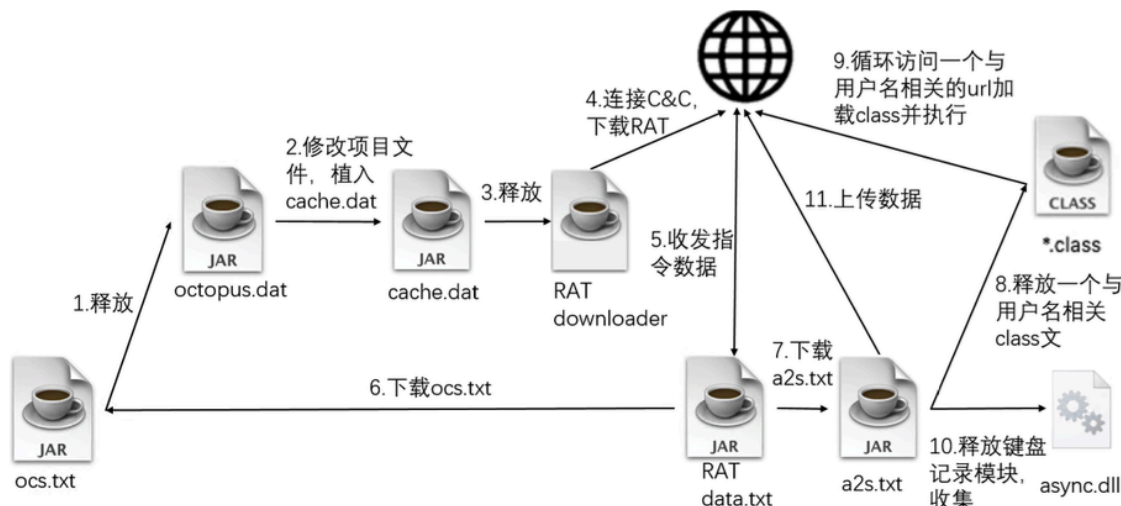 9.循环访问一个与
用户名相关的url加
载class并执行
4.连接C&C,
下载RAT
2.修改项目文
件，植入
cache.dat
3.释放
11.上传数据
CLASS
*.class
5.收发指
令数据
JAR
octopus.dat
JAR
cache.dat
RAT
downloader
1.释放
8.释放一个与
用户名相关
class文
7.下载
a2s.txt
6.下载ocs.txt
JAR
ocs.txt
JAR
RAT
data.txt
JAR
a2s.txt
10.释放键盘
记录模块,
收集
async.dll